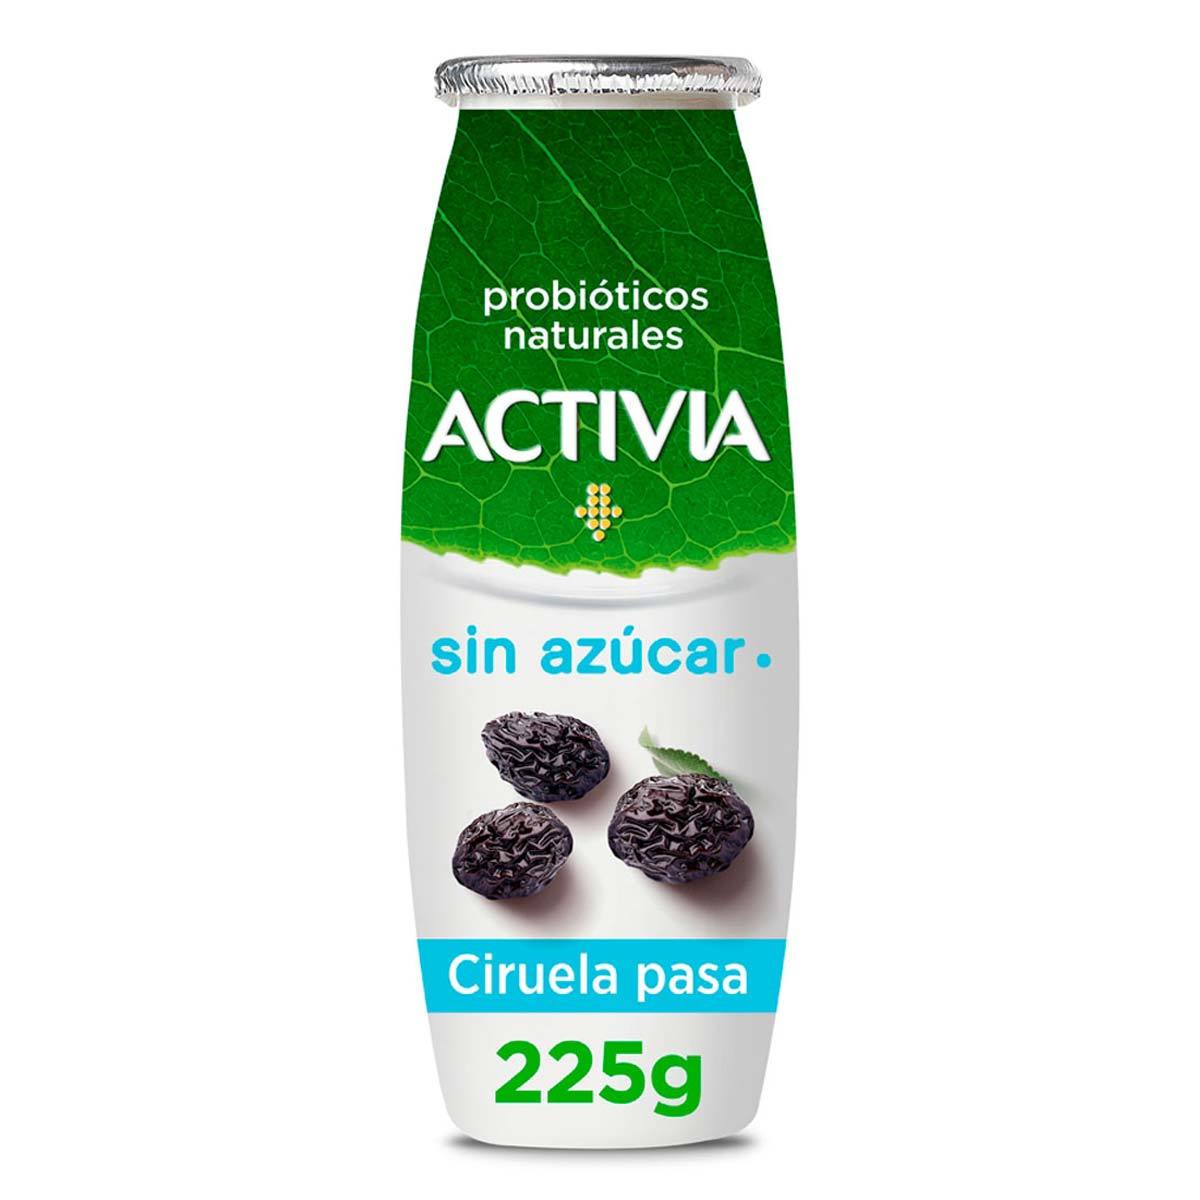 probióticos
naturales
ACTIVIA
sin azúcar.
Ciruela pasa
225g